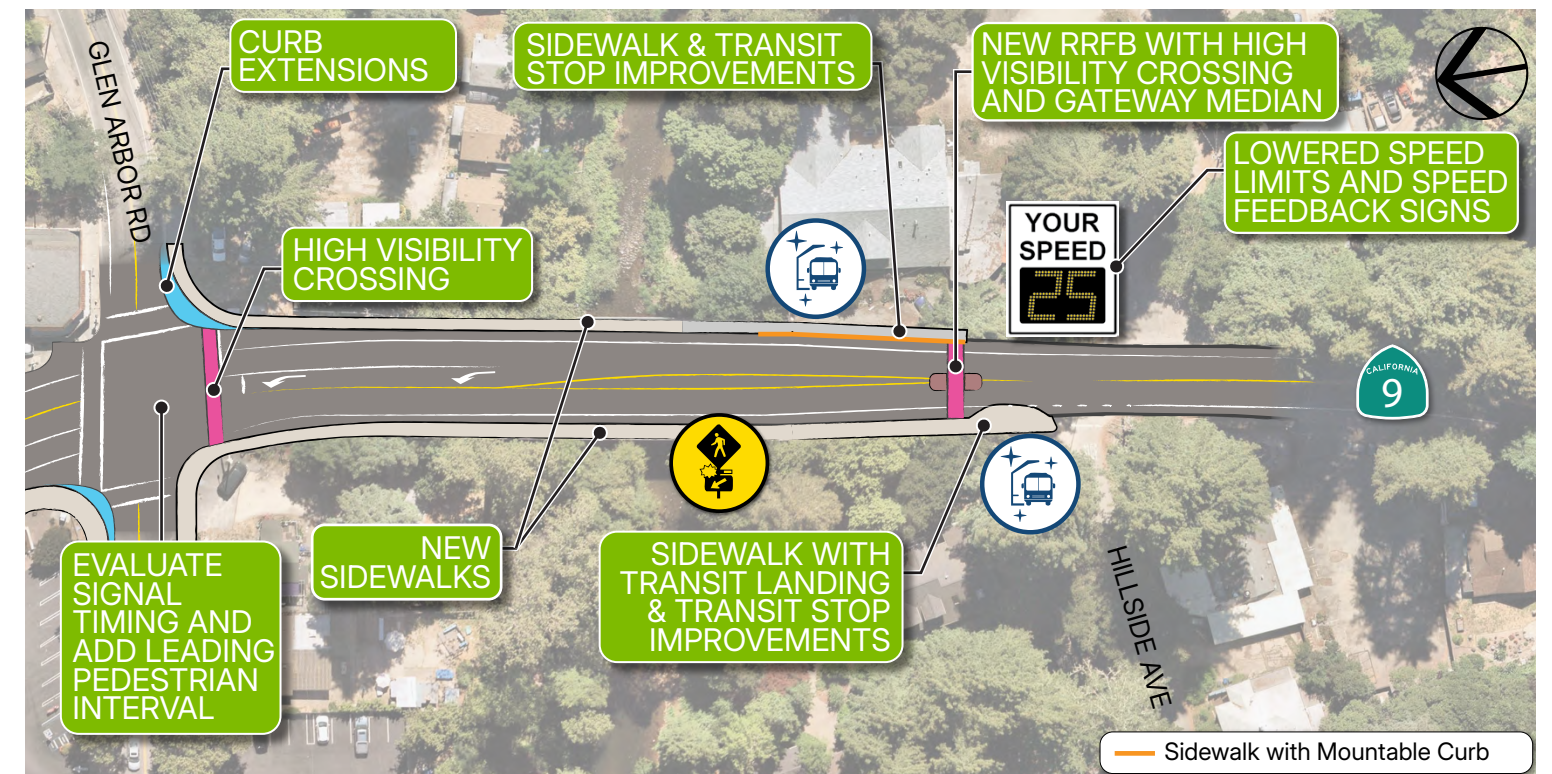 GLEN ARBOR RD
CURB
EXTENSIONS
SIDEWALK & TRANSIT
STOP IMPROVEMENTS
NEW RRFB WITH HIGH
VISIBILITY CROSSING
AND GATEWAY MEDIAN
LOWERED SPEED
LIMITS AND SPEED
FEEDBACK SIGNS
HIGH VISIBILITY
CROSSING
YOUR
SPEED
25
CALIFORNIA
9
EVALUATE
SIGNAL
TIMING AND
ADD LEADING
PEDESTRIAN
INTERVAL
NEW
SIDEWALKS
SIDEWALK WITH
TRANSIT LANDING
& TRANSIT STOP
IMPROVEMENTS
HILLSIDE AVE
Sidewalk with Mountable Curb